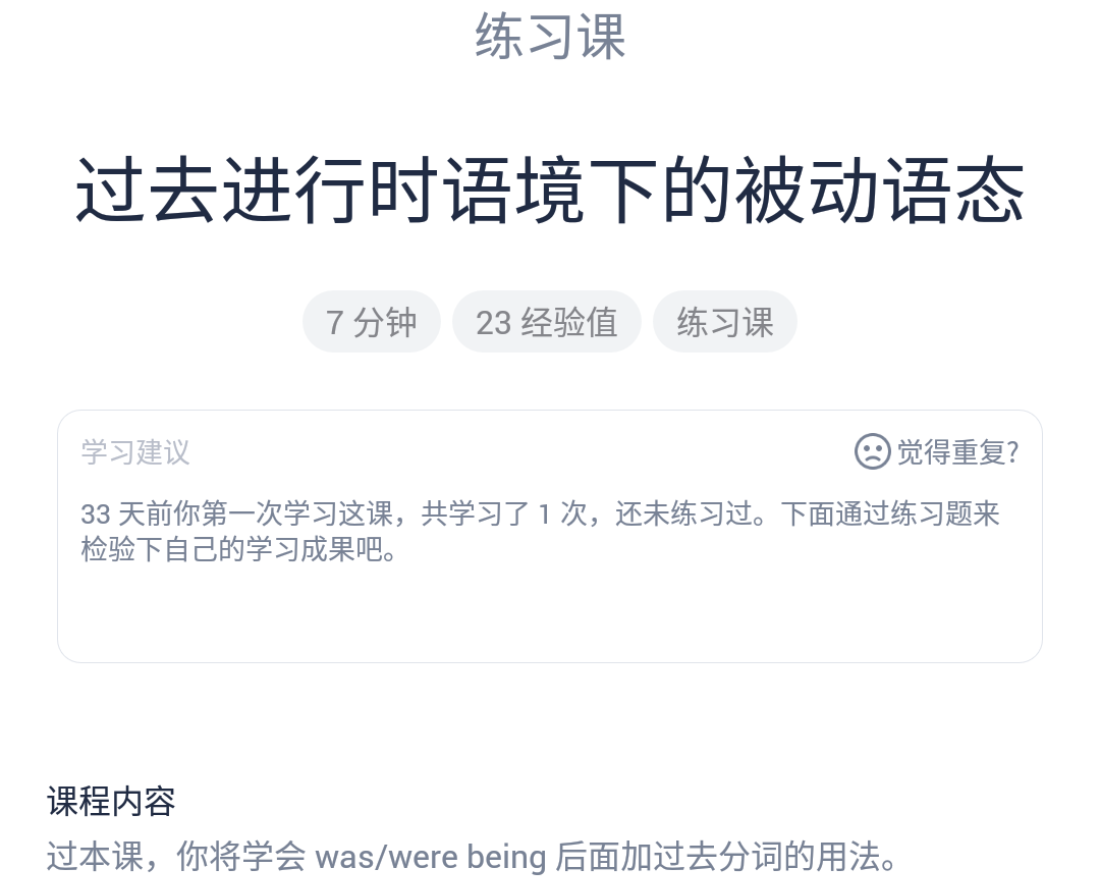 练习课
过去进行时语境下的被动语态
7 分钟 23 经验值 练习课
学习建议 觉得重复?
33 天前你第一次学习这课，共学习了 1 次，还未练习过。下面通过练习题来
检验下自己的学习成果吧。
课程内容
过本课，你将学会 was/were being 后面加过去分词的用法。